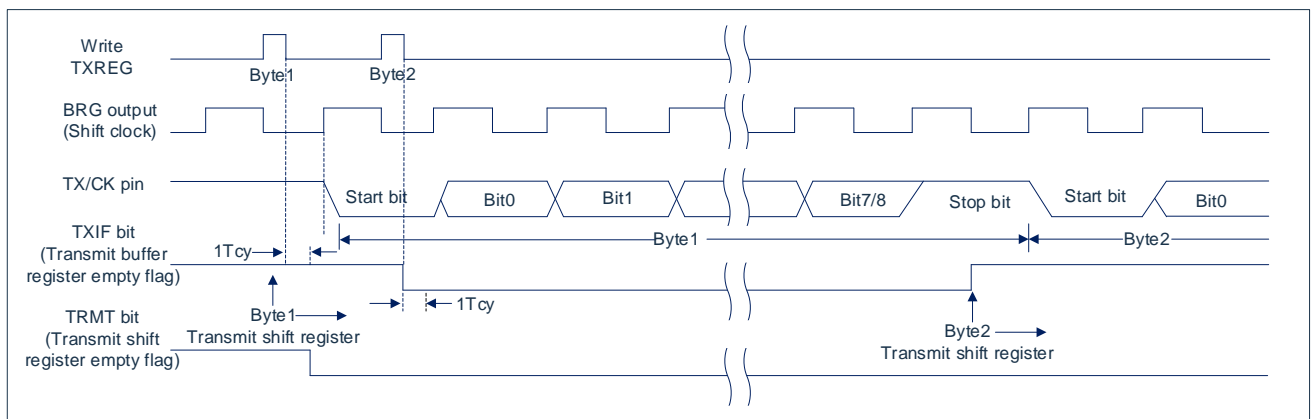 Write
TXREG
Byte1
Byte2
BRG output
(Shift clock)
TX/CK pin
Start bit
Bit0
Bit1
Bit7/8
Stop bit
Start bit
Bit0
TXIF bit
(Transmit buffer
register empty flag)
1Tcy
Byte1
Byte2
1Tcy
Byte1
Transmit shift register
Byte2
Transmit shift register
TRMT bit
(Transmit shift
register empty flag)